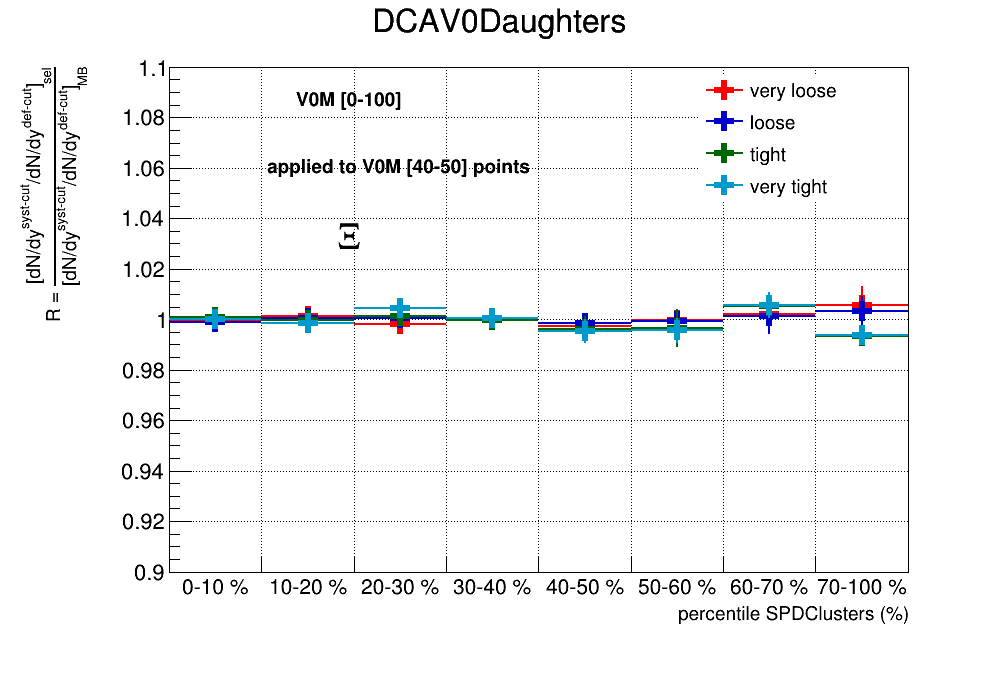 DCAV0Daughters
R = [dN/dy^syst-cut/dN/dy^def-cut]_sel
[dN/dy^syst-cut/dN/dy^def-cut]_MB
1.1
1.08
1.06
1.04
1.02
1
0.98
0.96
0.94
0.92
0.9
V0M [0-100]
applied to V0M [40-50] points
Ξ
very loose
loose
tight
very tight
0-10 % 10-20 % 20-30 % 30-40 % 40-50 % 50-60 % 60-70 % 70-100 %
percentile SPDClusters (%)